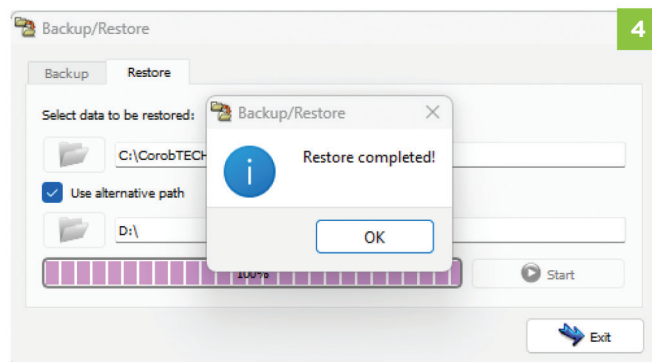 Backup/Restore
4
Backup Restore
Select data to be restored:
Backup/Restore
C:\CorobTECH
Restore completed!
Use alternative path
D:\
OK
100%
Start
Exit